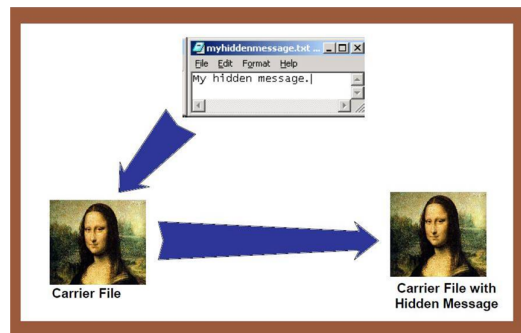 myhiddenmessage.txt ...
File Edit Format Help
My hidden message.
Carrier File
Carrier File with
Hidden Message